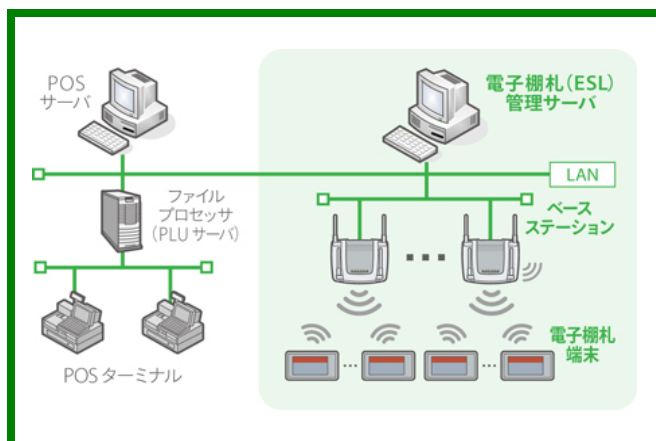 POS
サーバ
電子棚札(ESL)
管理サーバ
LAN
ファイル
プロセッサ
(PLUサーバ)
ベース
ステーション
POSターミナル
電子棚札
端末